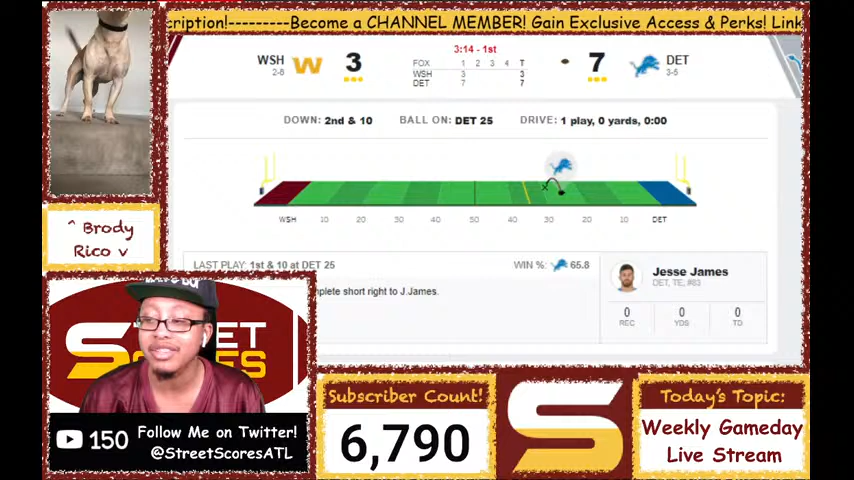 cription!---------Become a CHANNEL MEMBER! Gain Exclusive Access & Perks! Link
WSH
2-6
W
3
3:14 - 1st
FOX 1 2 3 4 T
WSH 3 3
DET 7 7
7
DET
3-5
DOWN: 2nd & 10 BALL ON: DET 25 DRIVE: 1 play, 0 yards, 0:00
WSH 10 20 30 40 50 40 30 20 10 DET
^ Brody
Rico v
LAST PLAY: 1st & 10 at DET 25
WIN %: 65.8
plete short right to J.James.
Jesse James
DET, TE, #83
0 0 0
REC YDS TD
150
Follow Me on Twitter!
@StreetScoresATL
Subscriber Count!
6,790
S
Today's Topic:
Weekly Gameday
Live Stream